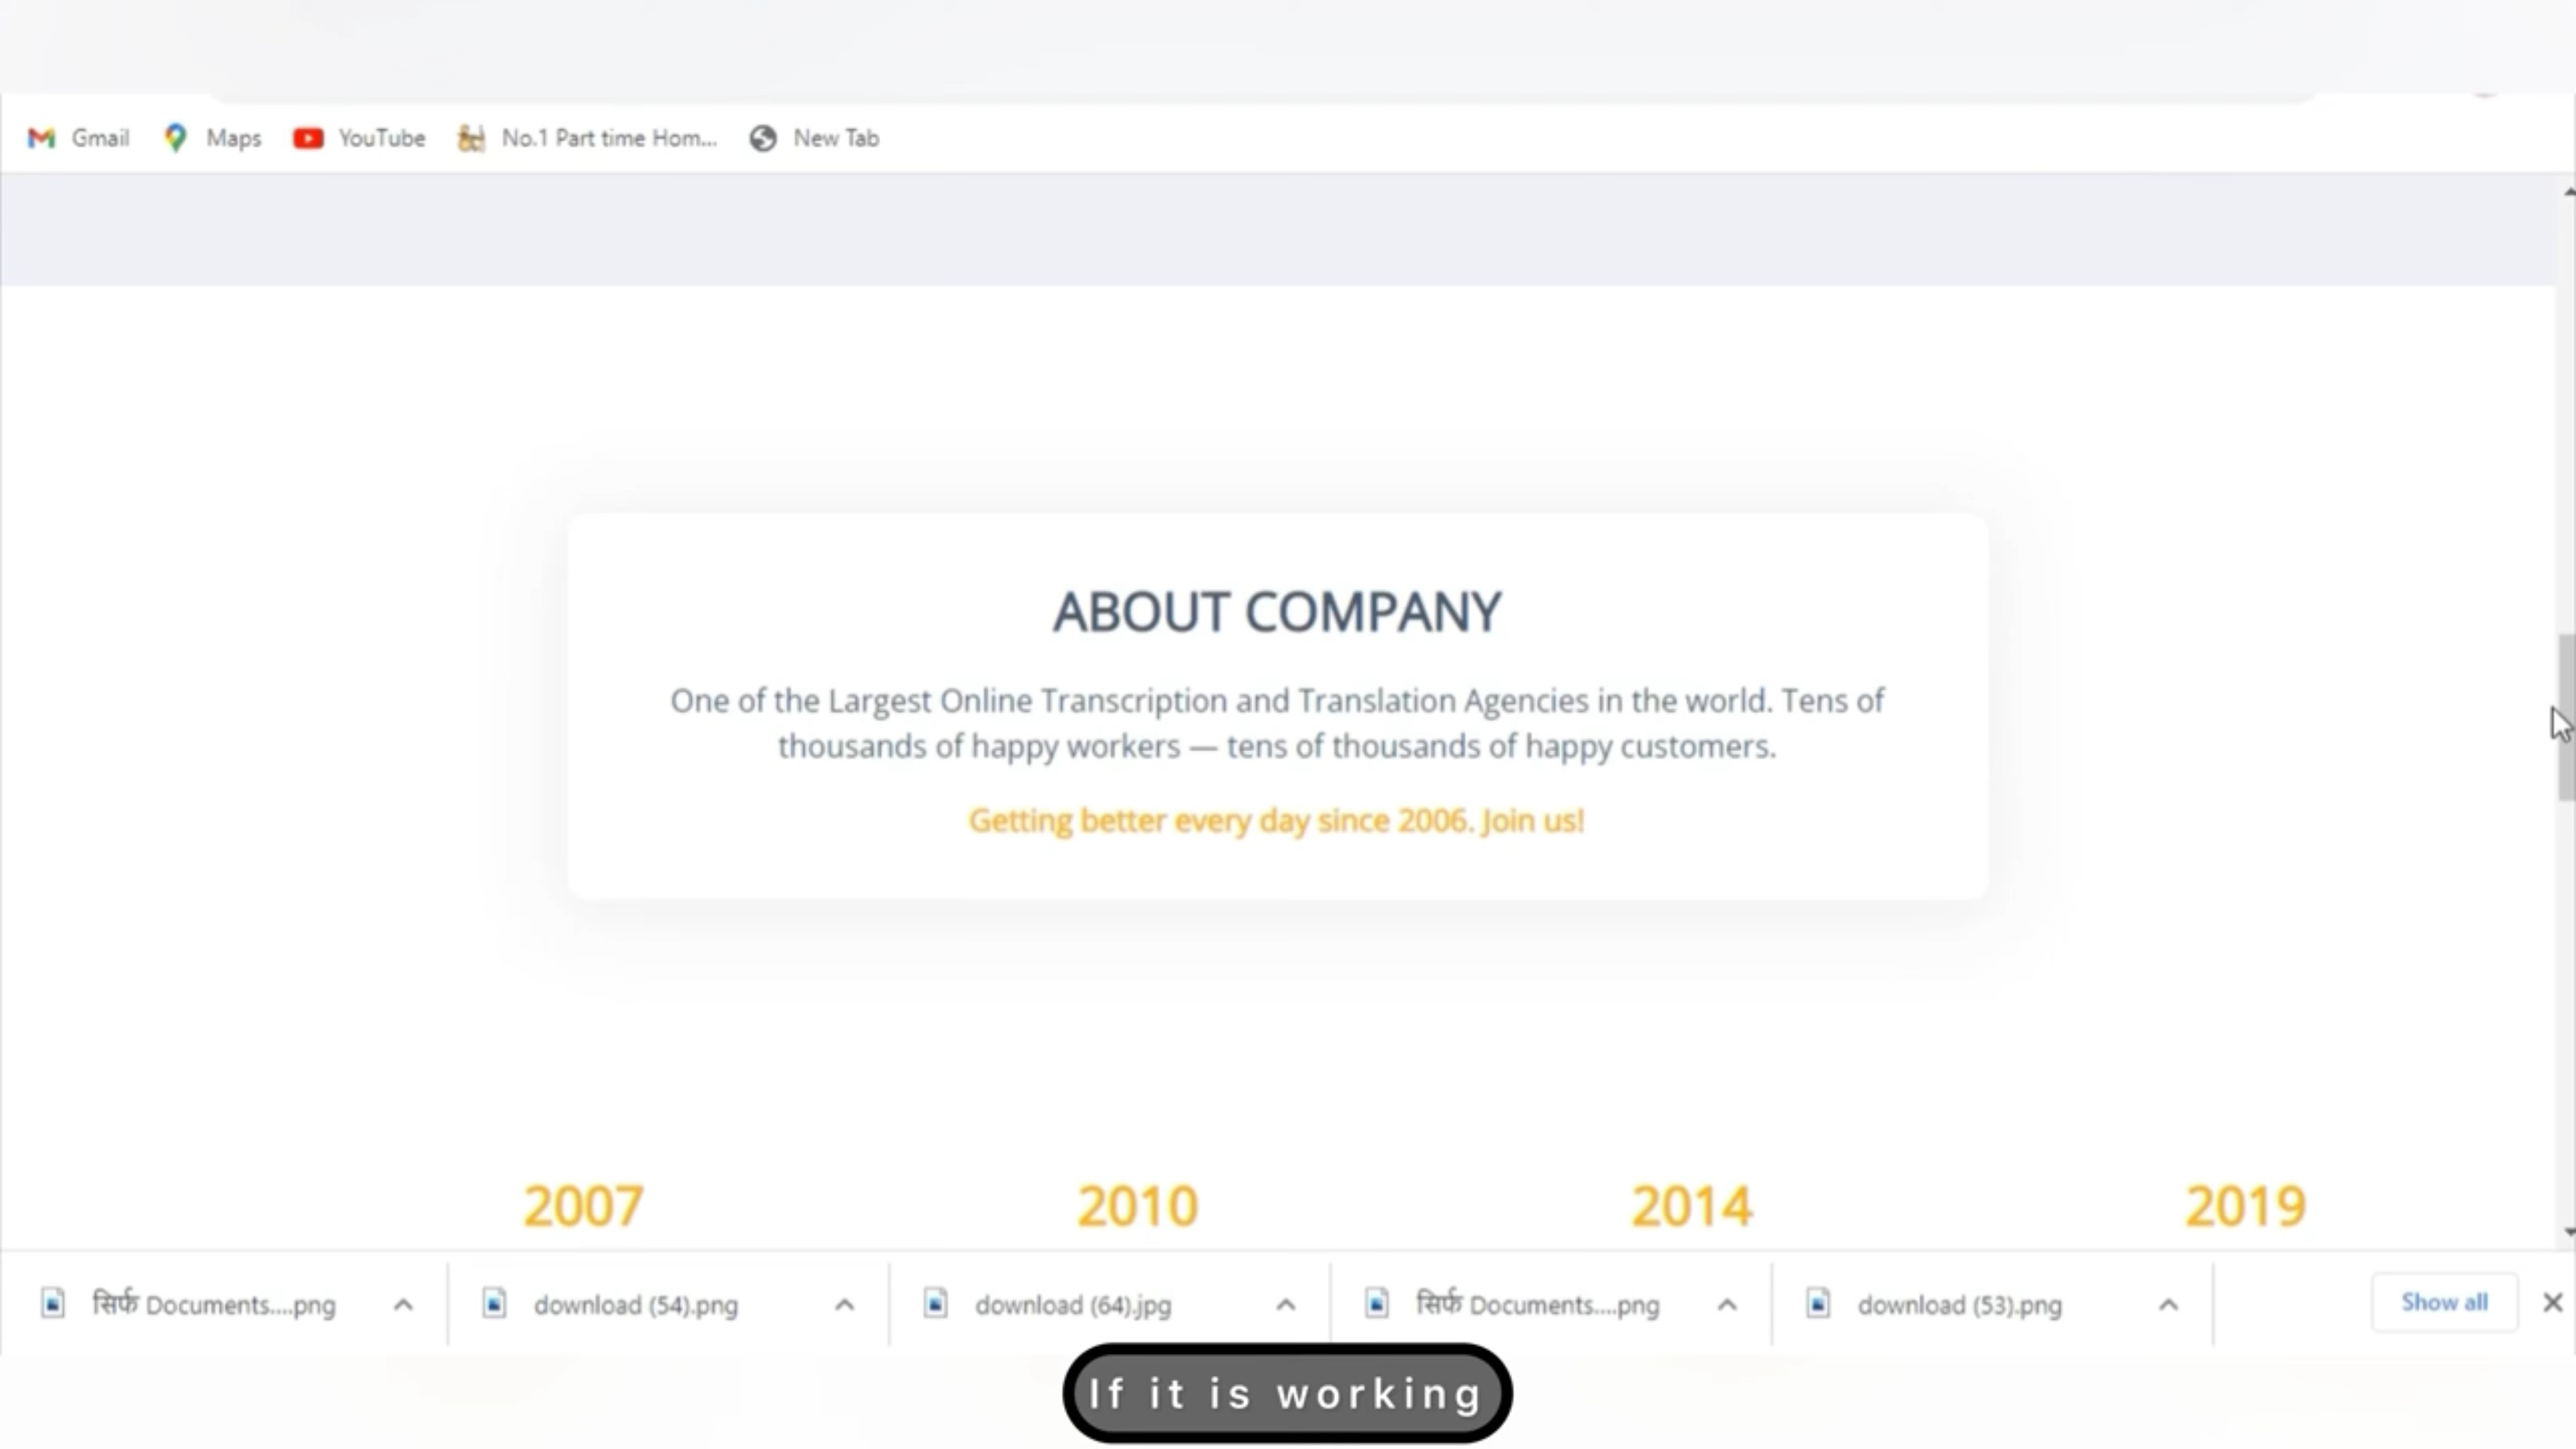 Gmail Maps YouTube No.1 Part time Hom... New Tab
ABOUT COMPANY
One of the Largest Online Transcription and Translation Agencies in the world. Tens of
thousands of happy workers — tens of thousands of happy customers.
Getting better every day since 2006. Join us!
2007 2010 2014 2019
सिर्फ Documents....png download (54).png download (64).jpg सिर्फ Documents....png download (53).png Show all
If it is working